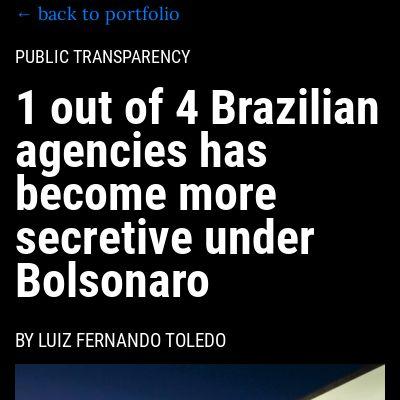 ← back to portfolio
PUBLIC TRANSPARENCY
1 out of 4 Brazilian
agencies has
become more
secretive under
Bolsonaro
BY LUIZ FERNANDO TOLEDO